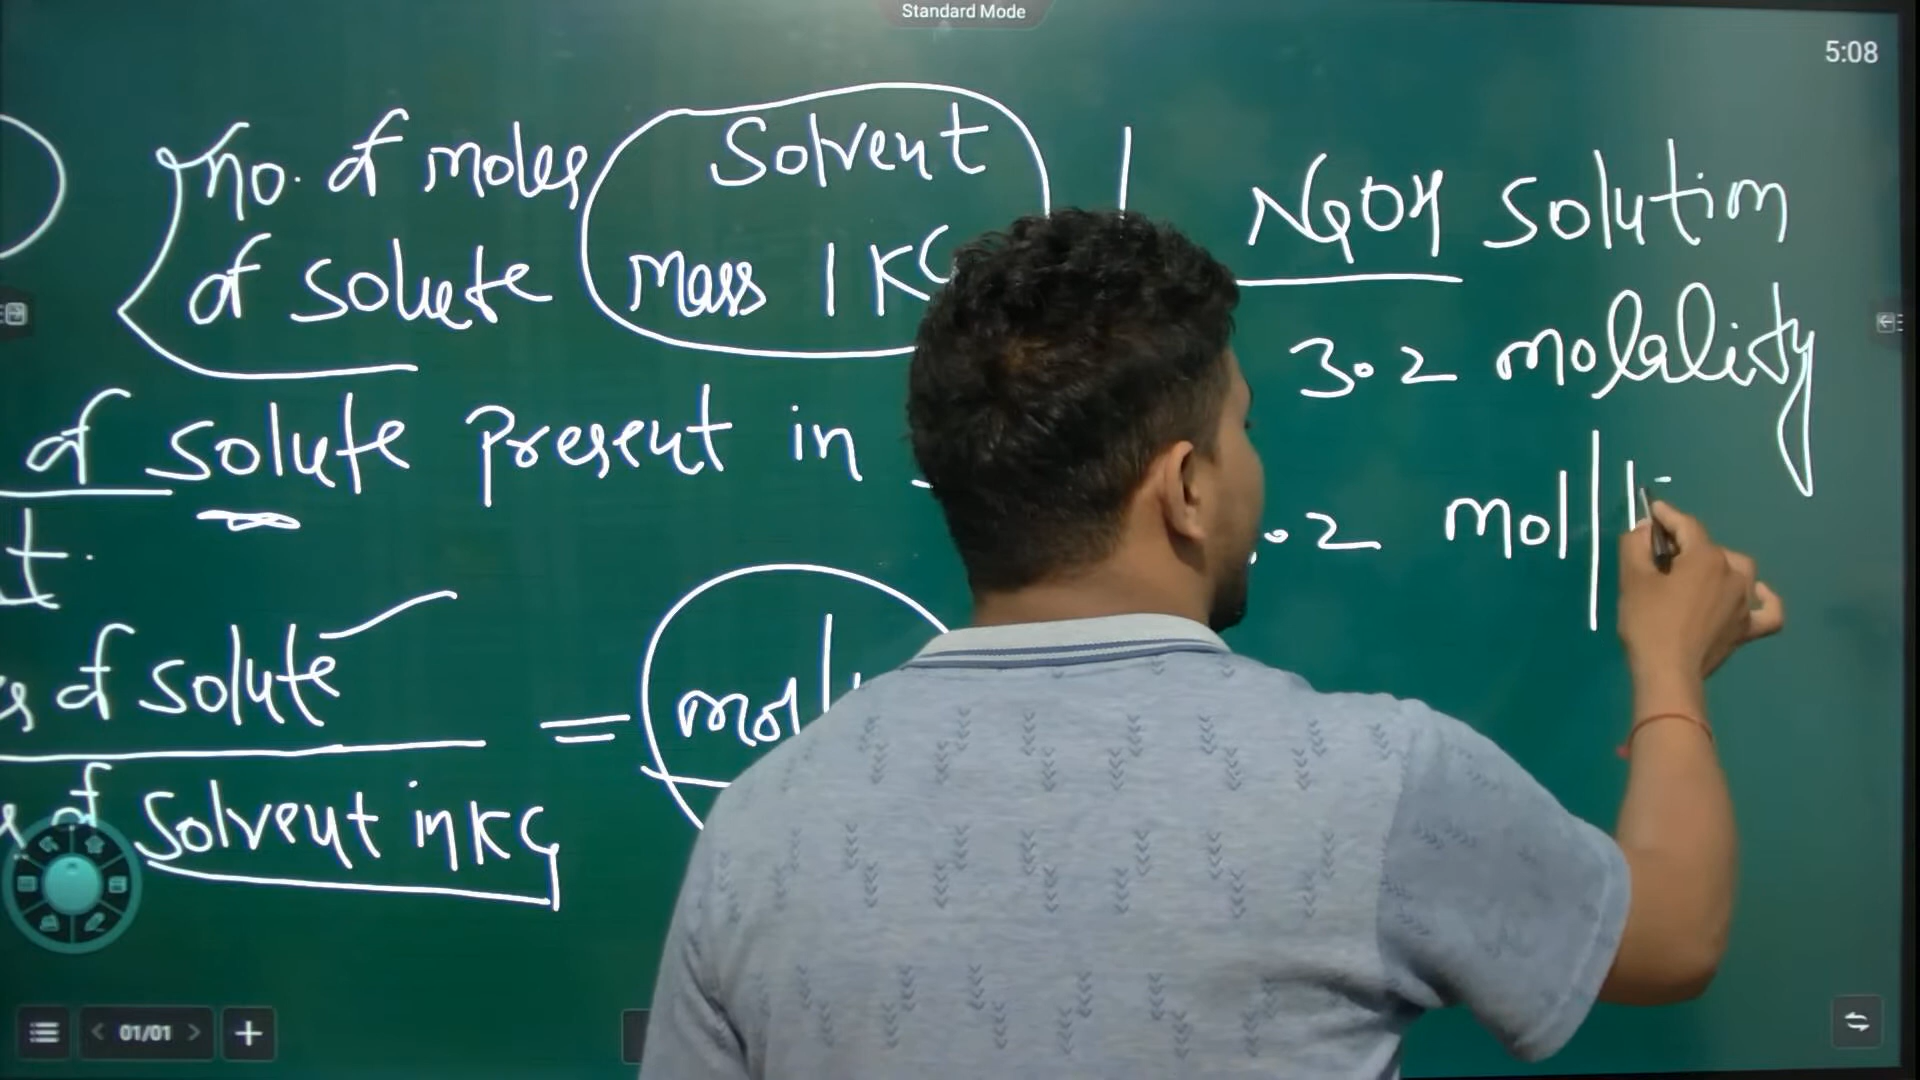 Standard Mode
5:08
no. of moles
of solute
Solvent
mass 1 KG
of solute present in
t.
of solute
of Solvent in KG
= mol
NaOH Solution
3.2 molality
.2 mol/
01/01